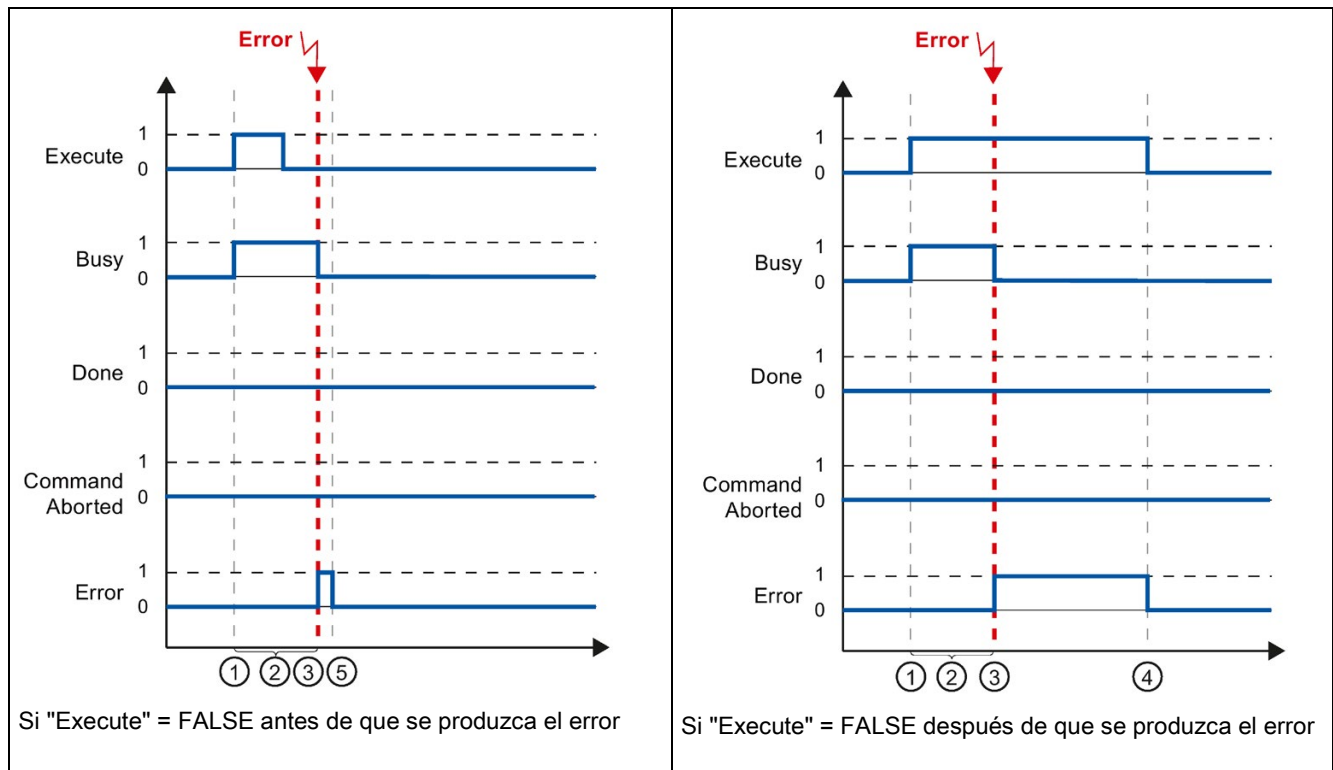 Error
1
Execute
0
1
Busy
0
1
Done
0
1
Command
Aborted
0
1
Error
0
① ② ③ ⑤
Si "Execute" = FALSE antes de que se produzca el error
Error
1
Execute
0
1
Busy
0
1
Done
0
1
Command
Aborted
0
1
Error
0
① ② ③ ④
Si "Execute" = FALSE después de que se produzca el error